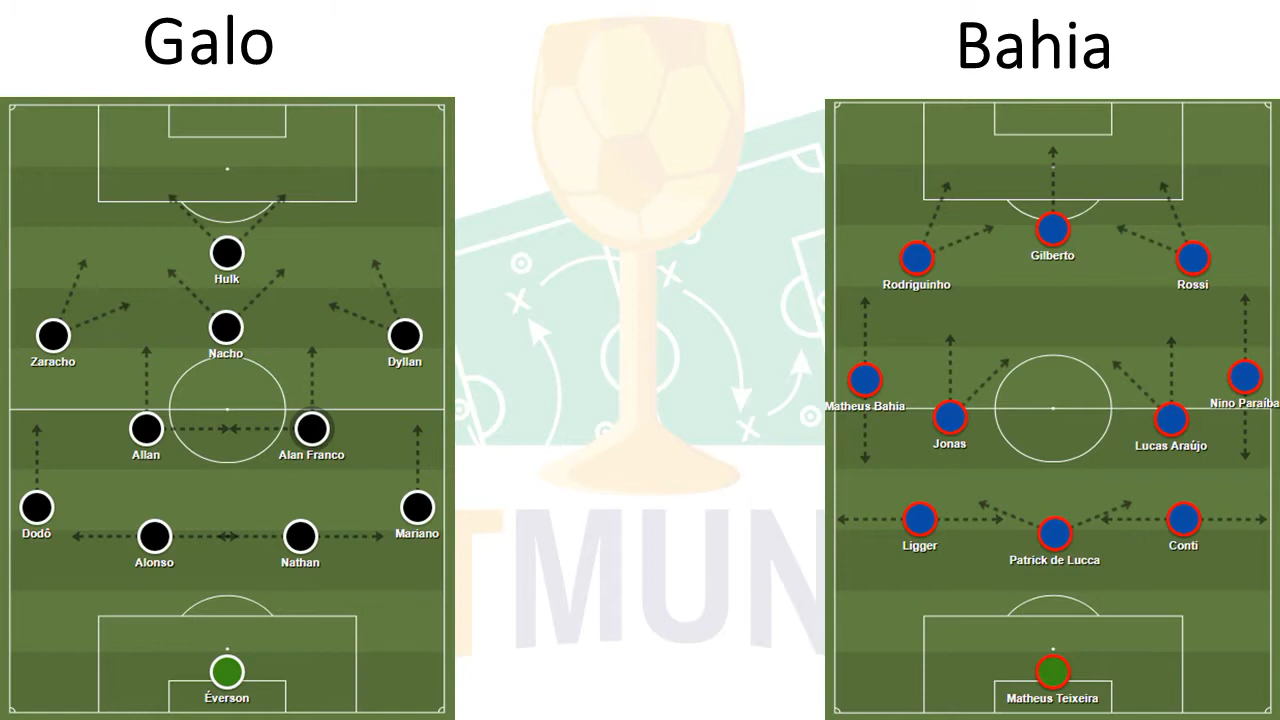 Galo
Bahia
Hulk
Zaracho
Nacho
Dyllan
Allan
Alan Franco
Dodô
Mariano
Alonso
Nathan
Éverson
Gilberto
Rodriguinho
Rossi
Matheus Bahia
Nino Paraíba
Jonas
Lucas Araújo
Ligger
Patrick de Lucca
Conti
Matheus Teixeira
TMUN